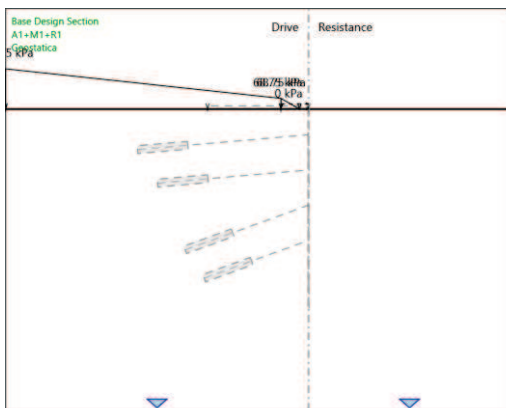 Base Design Section
A1+M1+R1
Geostatica
Drive
Resistance
5 kPa
0 kPa